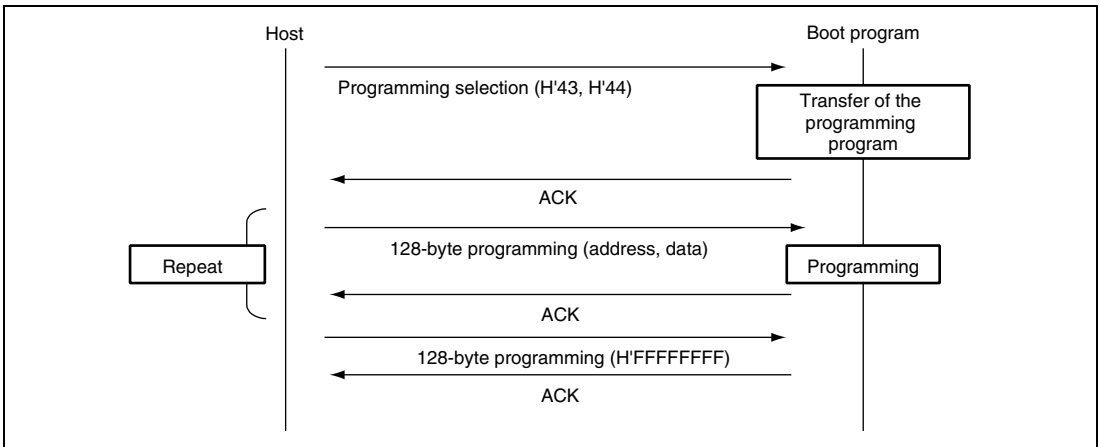 Host
Boot program
Programming selection (H'43, H'44)
Transfer of the
programming
program
ACK
128-byte programming (address, data)
Repeat
Programming
ACK
128-byte programming (H'FFFFFFFF)
ACK